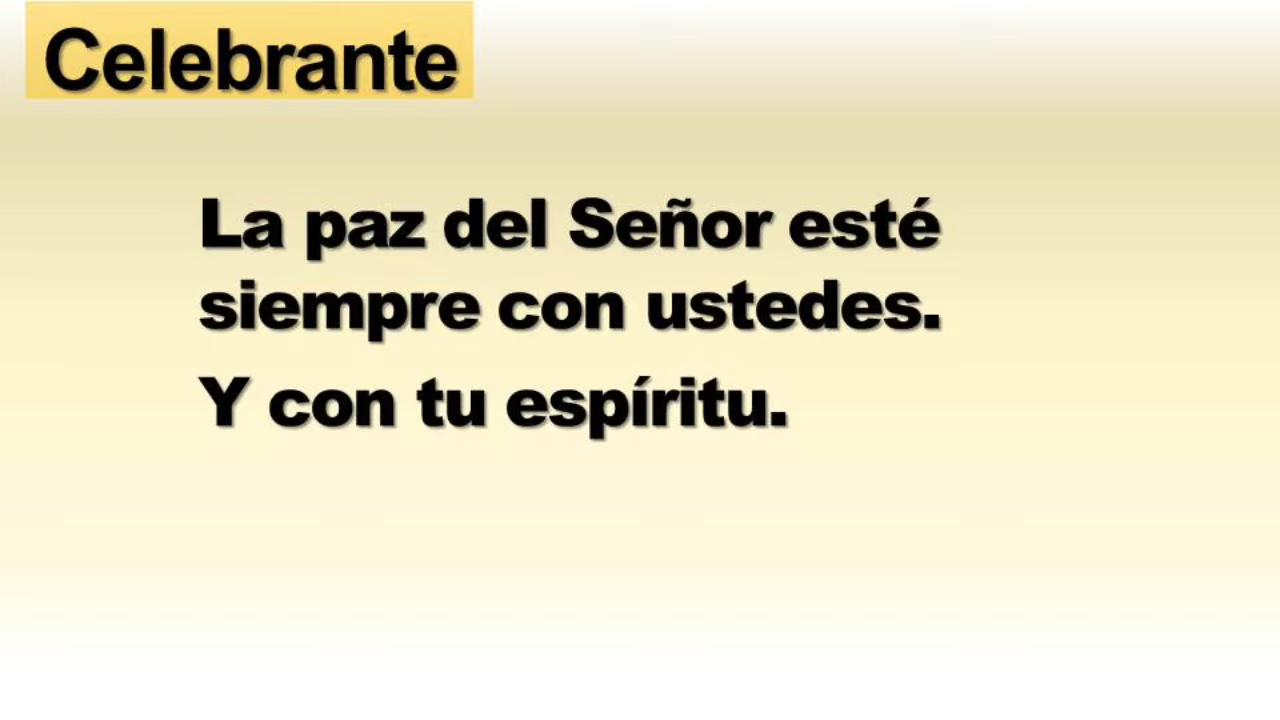 Celebrante
La paz del Señor esté
siempre con ustedes.
Y con tu espíritu.